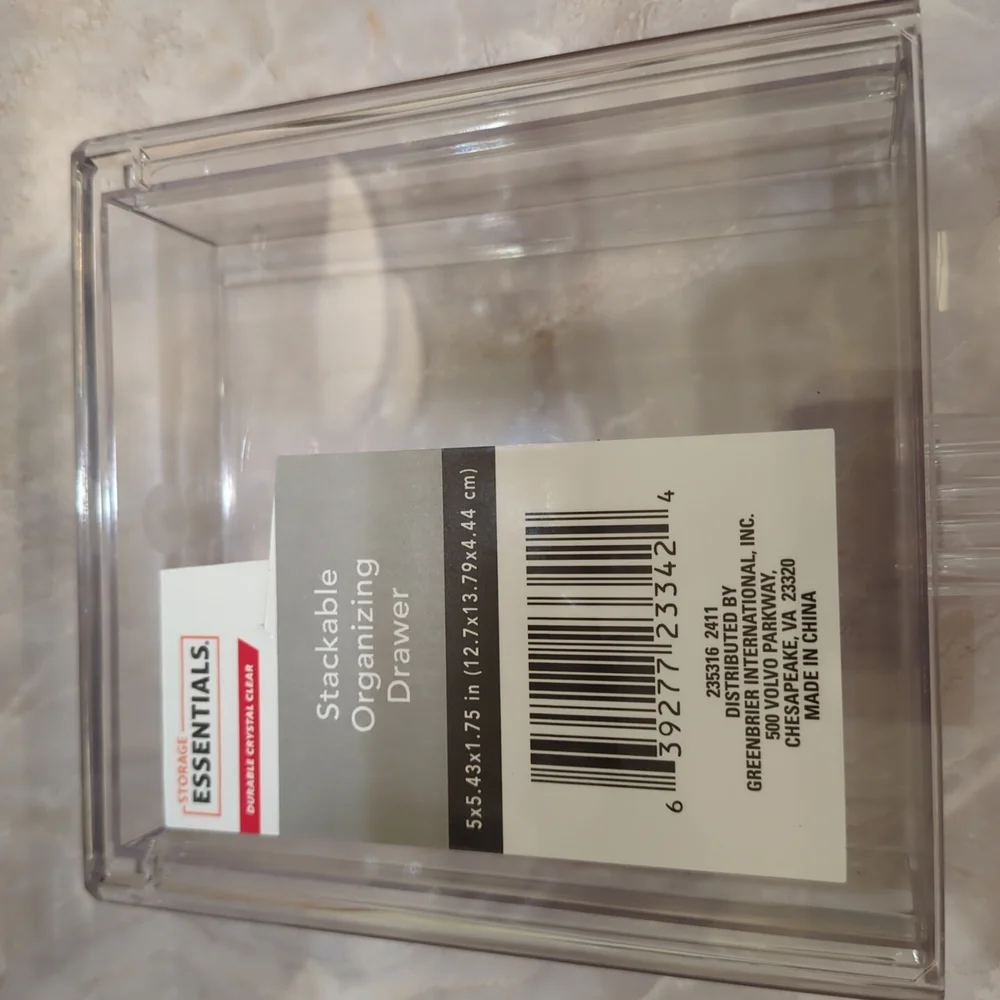 STORAGE
ESSENTIALS.
DURABLE CRYSTAL CLEAR
Stackable
Organizing
Drawer
5x5.43x1.75 in (12.7x13.79x4.44 cm)
6 39277 23342 4
235316 2411
DISTRIBUTED BY
GREENBRIER INTERNATIONAL, INC.
500 VOLVO PARKWAY,
CHESAPEAKE, VA 23320
MADE IN CHINA